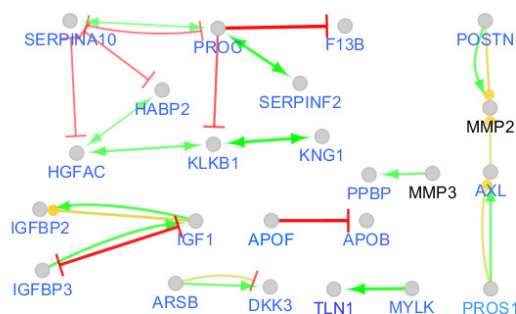 SERPINA10
PROC
F13B
POSTN
HABP2
SERPINF2
MMP2
HGFAC
KLKB1
KNG1
PPBP
MMP3
AXL
IGFBP2
IGF1
APOF
APOB
IGFBP3
ARSB
DKK3
TLN1
MYLK
PROS1